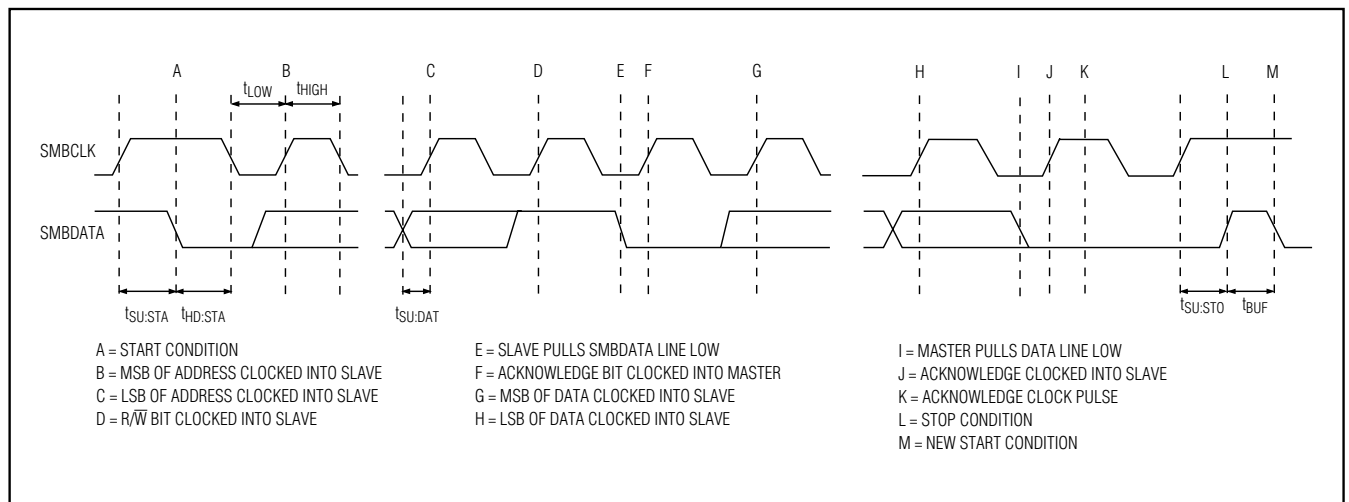 A B C D E F G H I J K L M
tLOW tHIGH
SMBCLK
SMBDATA
tSU:STA tHD:STA tSU:DAT tSU:STO tBUF
A = START CONDITION
B = MSB OF ADDRESS CLOCKED INTO SLAVE
C = LSB OF ADDRESS CLOCKED INTO SLAVE
D = R/W̅ BIT CLOCKED INTO SLAVE
E = SLAVE PULLS SMBDATA LINE LOW
F = ACKNOWLEDGE BIT CLOCKED INTO MASTER
G = MSB OF DATA CLOCKED INTO SLAVE
H = LSB OF DATA CLOCKED INTO SLAVE
I = MASTER PULLS DATA LINE LOW
J = ACKNOWLEDGE CLOCKED INTO SLAVE
K = ACKNOWLEDGE CLOCK PULSE
L = STOP CONDITION
M = NEW START CONDITION